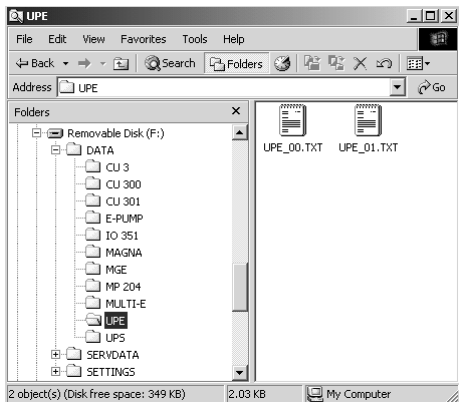 UPE
File Edit View Favorites Tools Help
Back Search Folders
Address UPE Go
Folders
Removable Disk (F:)
DATA
CU 3
CU 300
CU 301
E-PUMP
IO 351
MAGNA
MGE
MP 204
MULTI-E
UPE
UPS
SERVDATA
SETTINGS
UPE_00.TXT UPE_01.TXT
2 object(s) (Disk free space: 349 KB) 2.03 KB My Computer